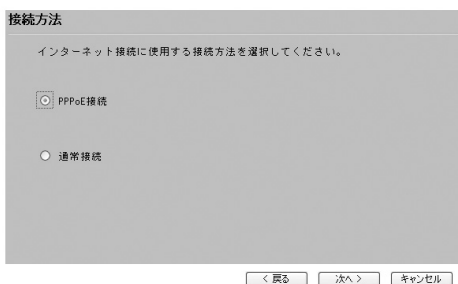 接続方法
インターネット接続に使用する接続方法を選択してください。
PPPoE接続
通常接続
< 戻る
次へ >
キャンセル